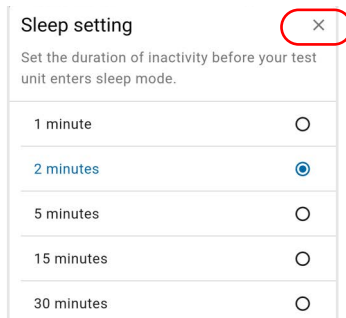 Sleep setting
Set the duration of inactivity before your test
unit enters sleep mode.
1 minute
2 minutes
5 minutes
15 minutes
30 minutes